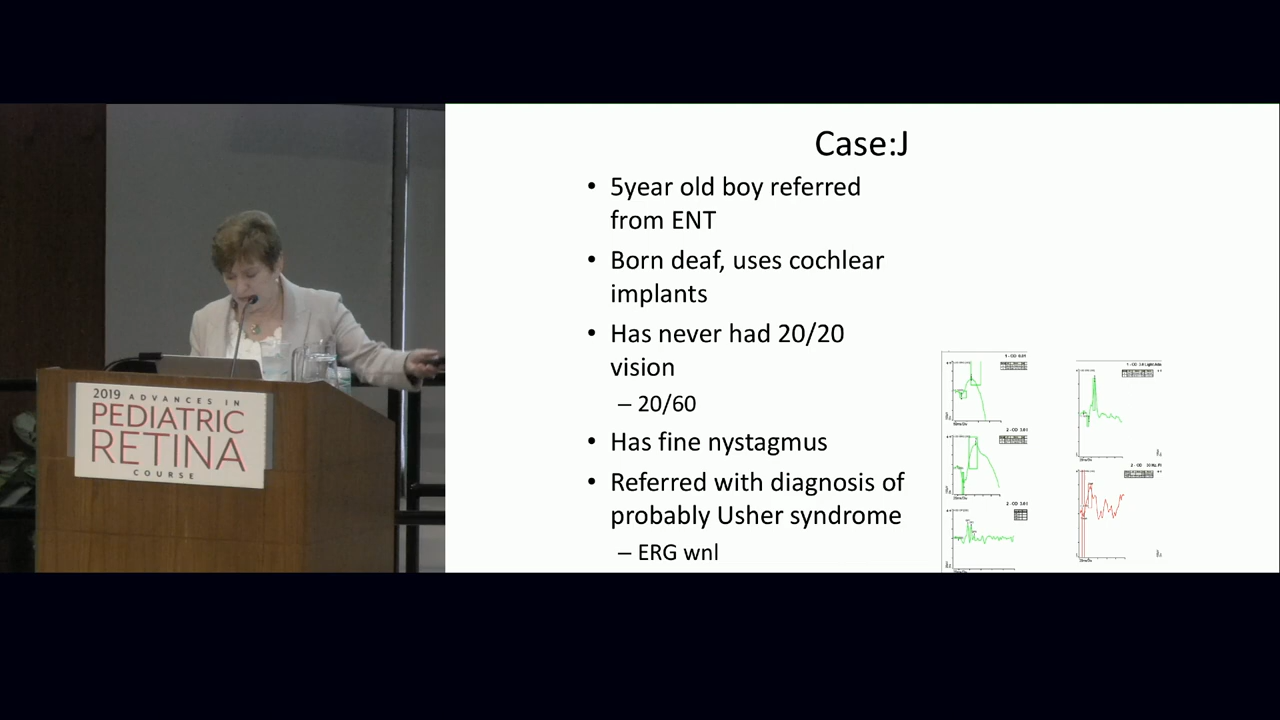 Case:J
• 5year old boy referred
from ENT
• Born deaf, uses cochlear
implants
• Has never had 20/20
vision
– 20/60
• Has fine nystagmus
• Referred with diagnosis of
probably Usher syndrome
– ERG wnl
2019 ADVANCES IN
PEDIATRIC
RETINA
COURSE